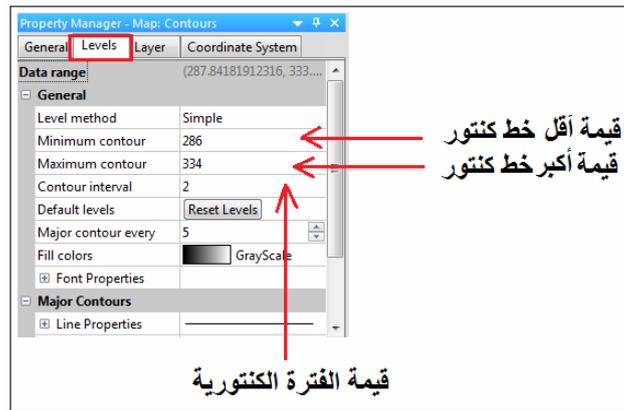 Property Manager - Map: Contours
General Levels Layer Coordinate System
Data range (287.84181912316, 333....
General
Level method Simple
Minimum contour 286
قيمة أقل خط كنتور
Maximum contour 334
قيمة أكبر خط كنتور
Contour interval 2
Default levels Reset Levels
Major contour every 5
Fill colors GrayScale
Font Properties
Major Contours
Line Properties
قيمة الفترة الكنتورية